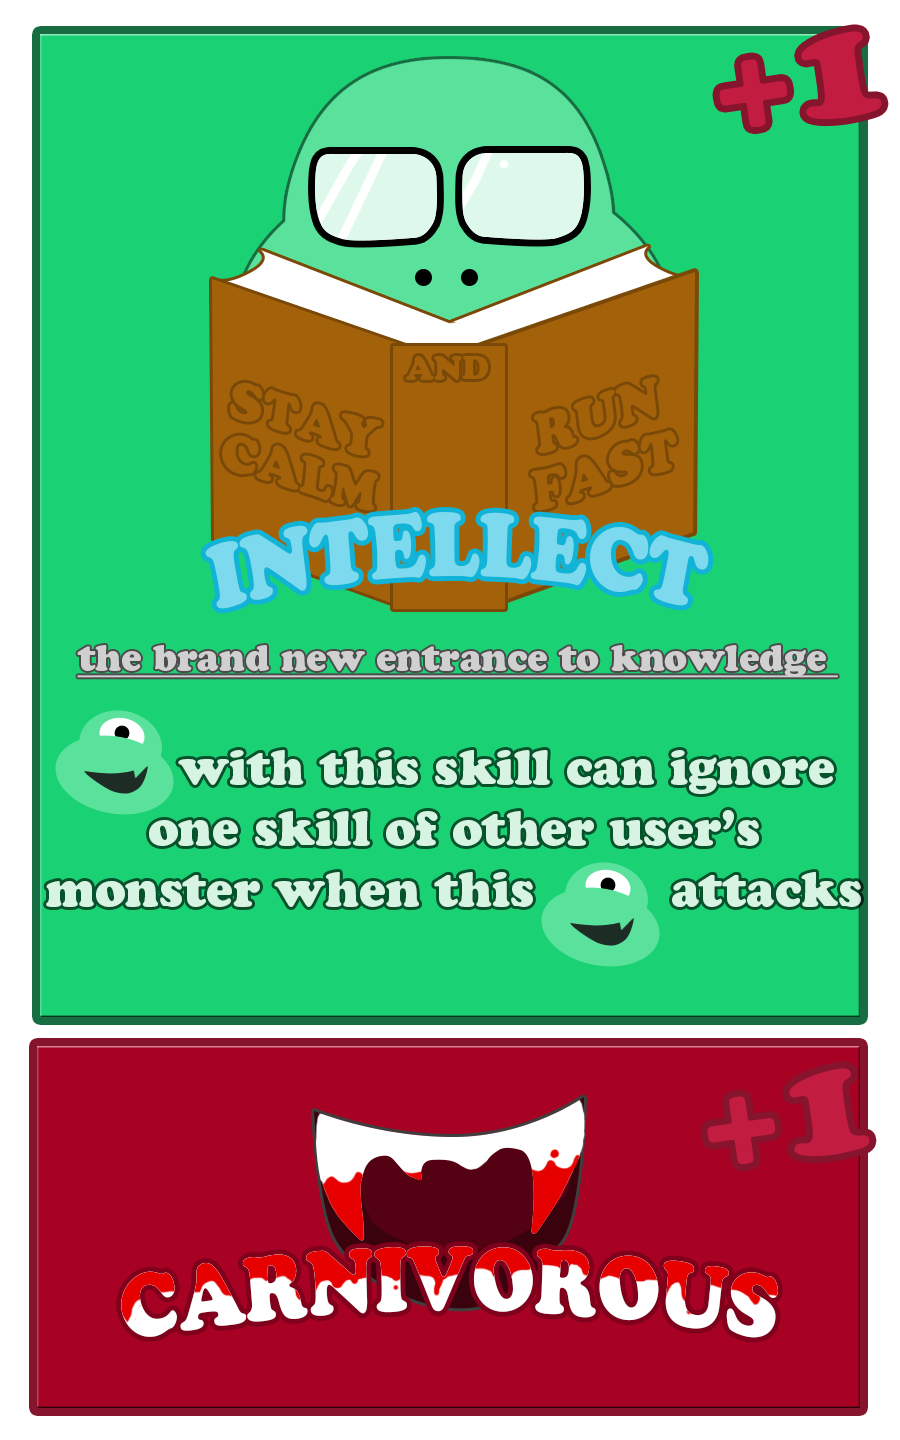 +1
AND
STAY
CALM
RUN
FAST
INTELLECT
the brand new entrance to knowledge
with this skill can ignore
one skill of other user's
monster when this attacks
+1
CARNIVOROUS